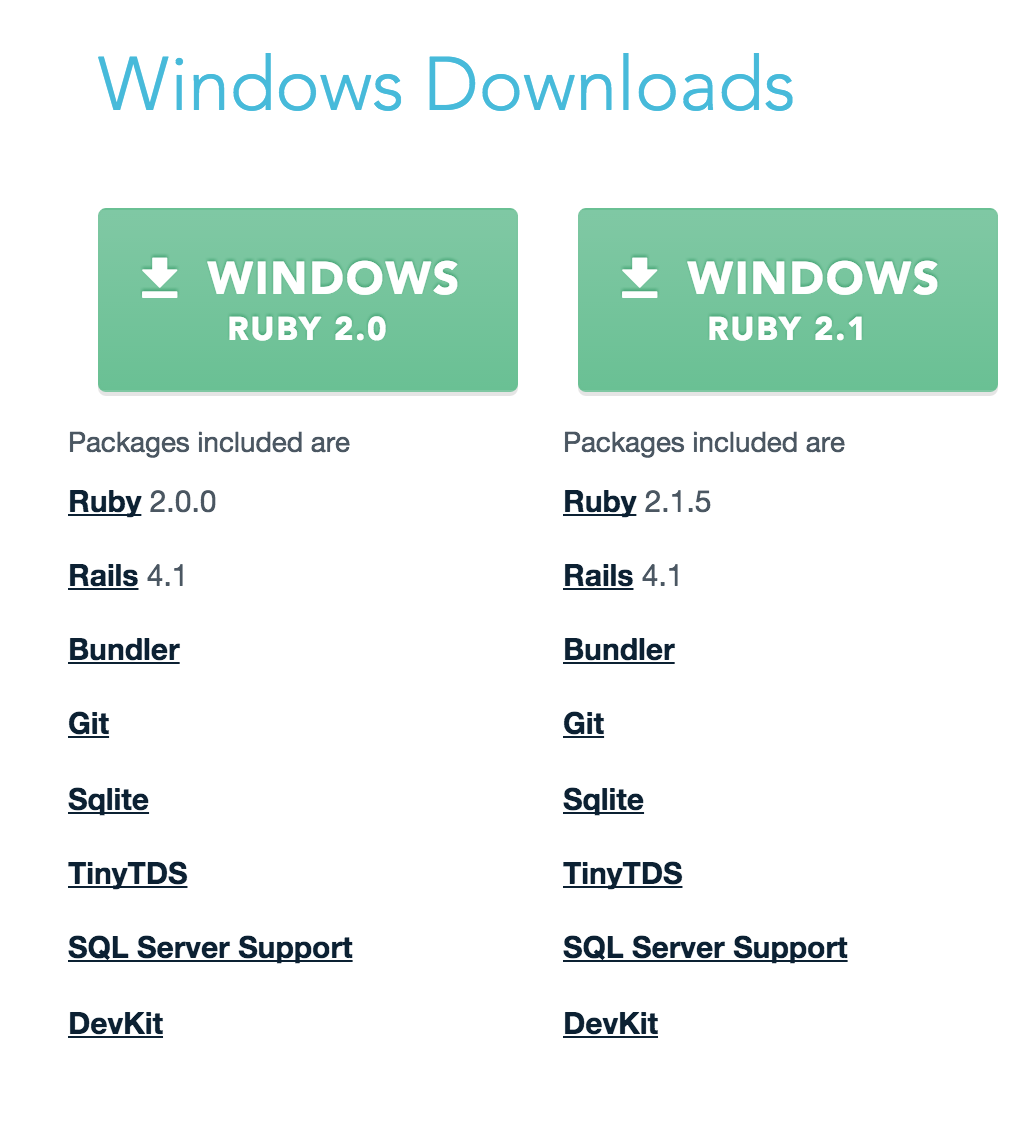 Windows Downloads
WINDOWS
RUBY 2.0
Packages included are
Ruby 2.0.0
Rails 4.1
Bundler
Git
Sqlite
TinyTDS
SQL Server Support
DevKit
WINDOWS
RUBY 2.1
Packages included are
Ruby 2.1.5
Rails 4.1
Bundler
Git
Sqlite
TinyTDS
SQL Server Support
DevKit